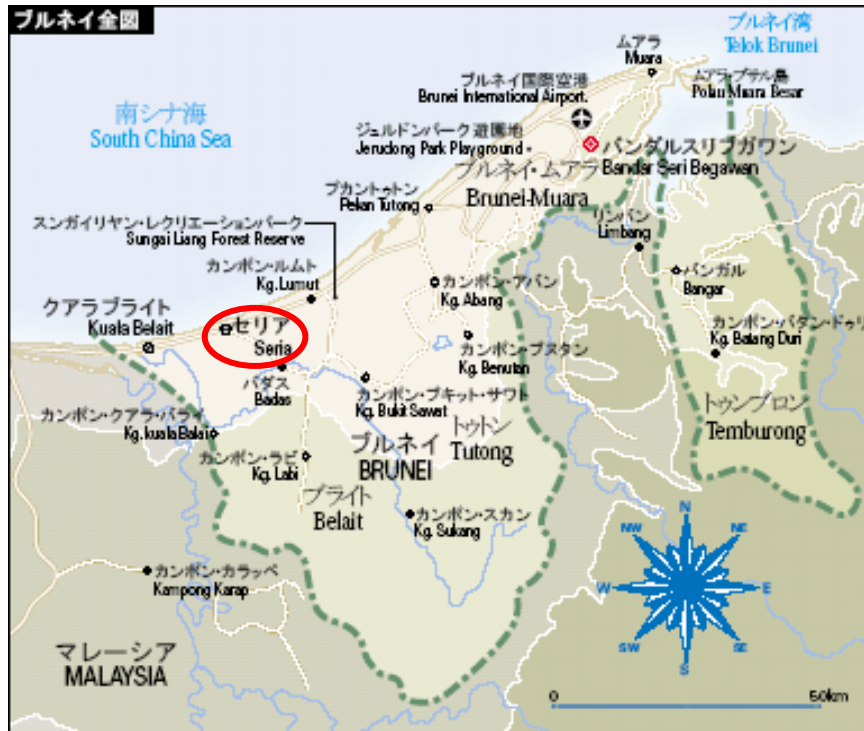 ブルネイ全図
ブルネイ湾
Telok Brunei
ムアラ
Muara
ムアラ・ブサル島
Polau Muara Besar
ブルネイ国際空港
Brunei International Airport.
南シナ海
South China Sea
ジュルドンパーク遊園地
Jerudong Park Playground
バンダルスリブガワン
Bandar Seri Begawan
ブルネイ・ムアラ
Brunei-Muara
プカントゥトン
Pekan Tutong
リンバン
Limbang
スンガイリヤン・レクリエーションパーク
Sungai Liang Forest Reserve
カンポン・ルムト
Kg. Lumut
カンポン・アバン
Kg. Abang
バンガル
Bangar
クアラブライト
Kuala Belait
セリア
Seria
カンポン・ブヌタン
Kg. Benutan
カンポン・バタン・ドゥリ
Kg. Batang Duri
バダス
Badas
カンポン・ブキット・サワト
Kg. Bukit Sawat
トゥンブロン
Temburong
カンポン・クアラ・バライ
Kg. kuala Balai
トゥトン
Tutong
ブルネイ
BRUNEI
カンポン・ラビ
Kg. Labi
ブライト
Belait
カンポン・スカン
Kg. Sukang
N
NW
NE
W
E
SW
SE
S
カンポン・カラッペ
Kampong Karap
マレーシア
MALAYSIA
0
50km